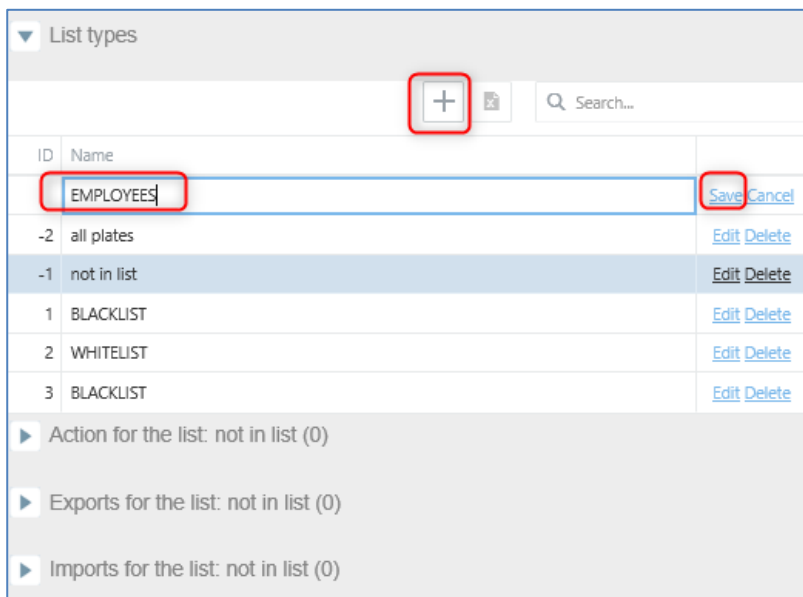 List types
Search...
ID Name
EMPLOYEES Save Cancel
-2 all plates Edit Delete
-1 not in list Edit Delete
1 BLACKLIST Edit Delete
2 WHITELIST Edit Delete
3 BLACKLIST Edit Delete
Action for the list: not in list (0)
Exports for the list: not in list (0)
Imports for the list: not in list (0)